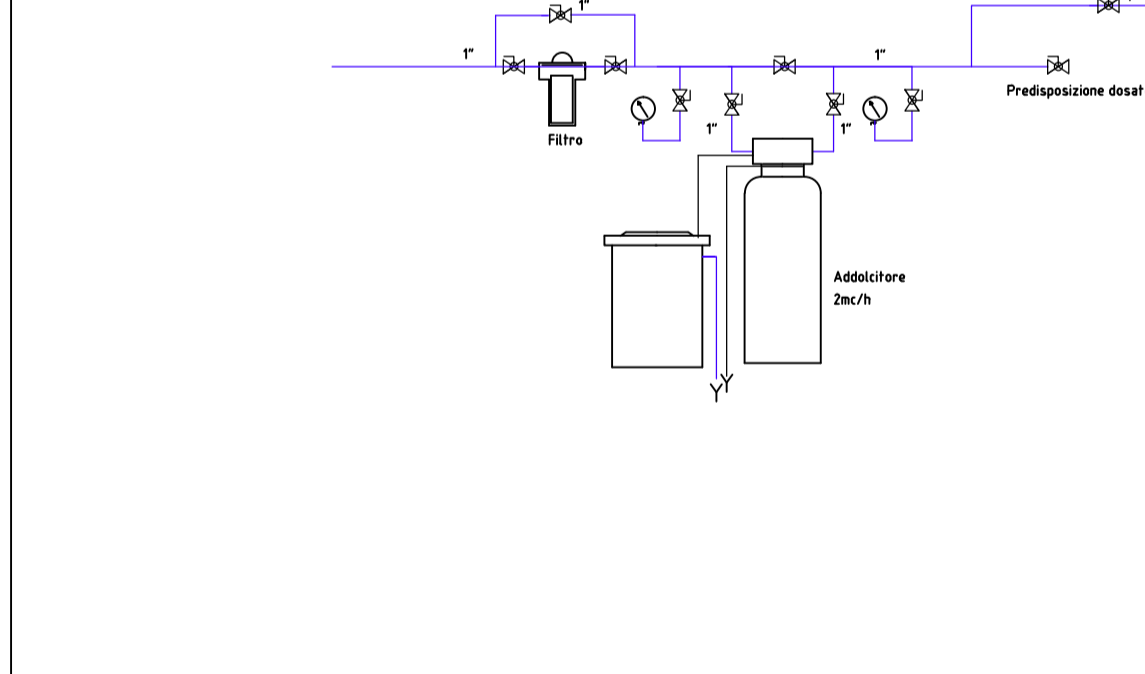 1"
1"
1"
Predisposizione dosat
Filtro
1"
1"
Addolcitore
2mc/h